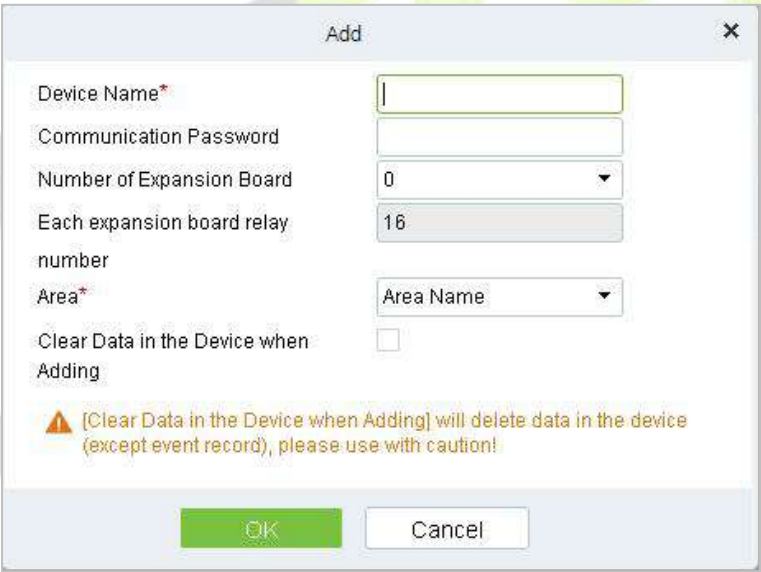 Add
Device Name*
Communication Password
Number of Expansion Board 0
Each expansion board relay 16
number
Area* Area Name
Clear Data in the Device when
Adding
[Clear Data in the Device when Adding] will delete data in the device
(except event record), please use with caution!
OK Cancel